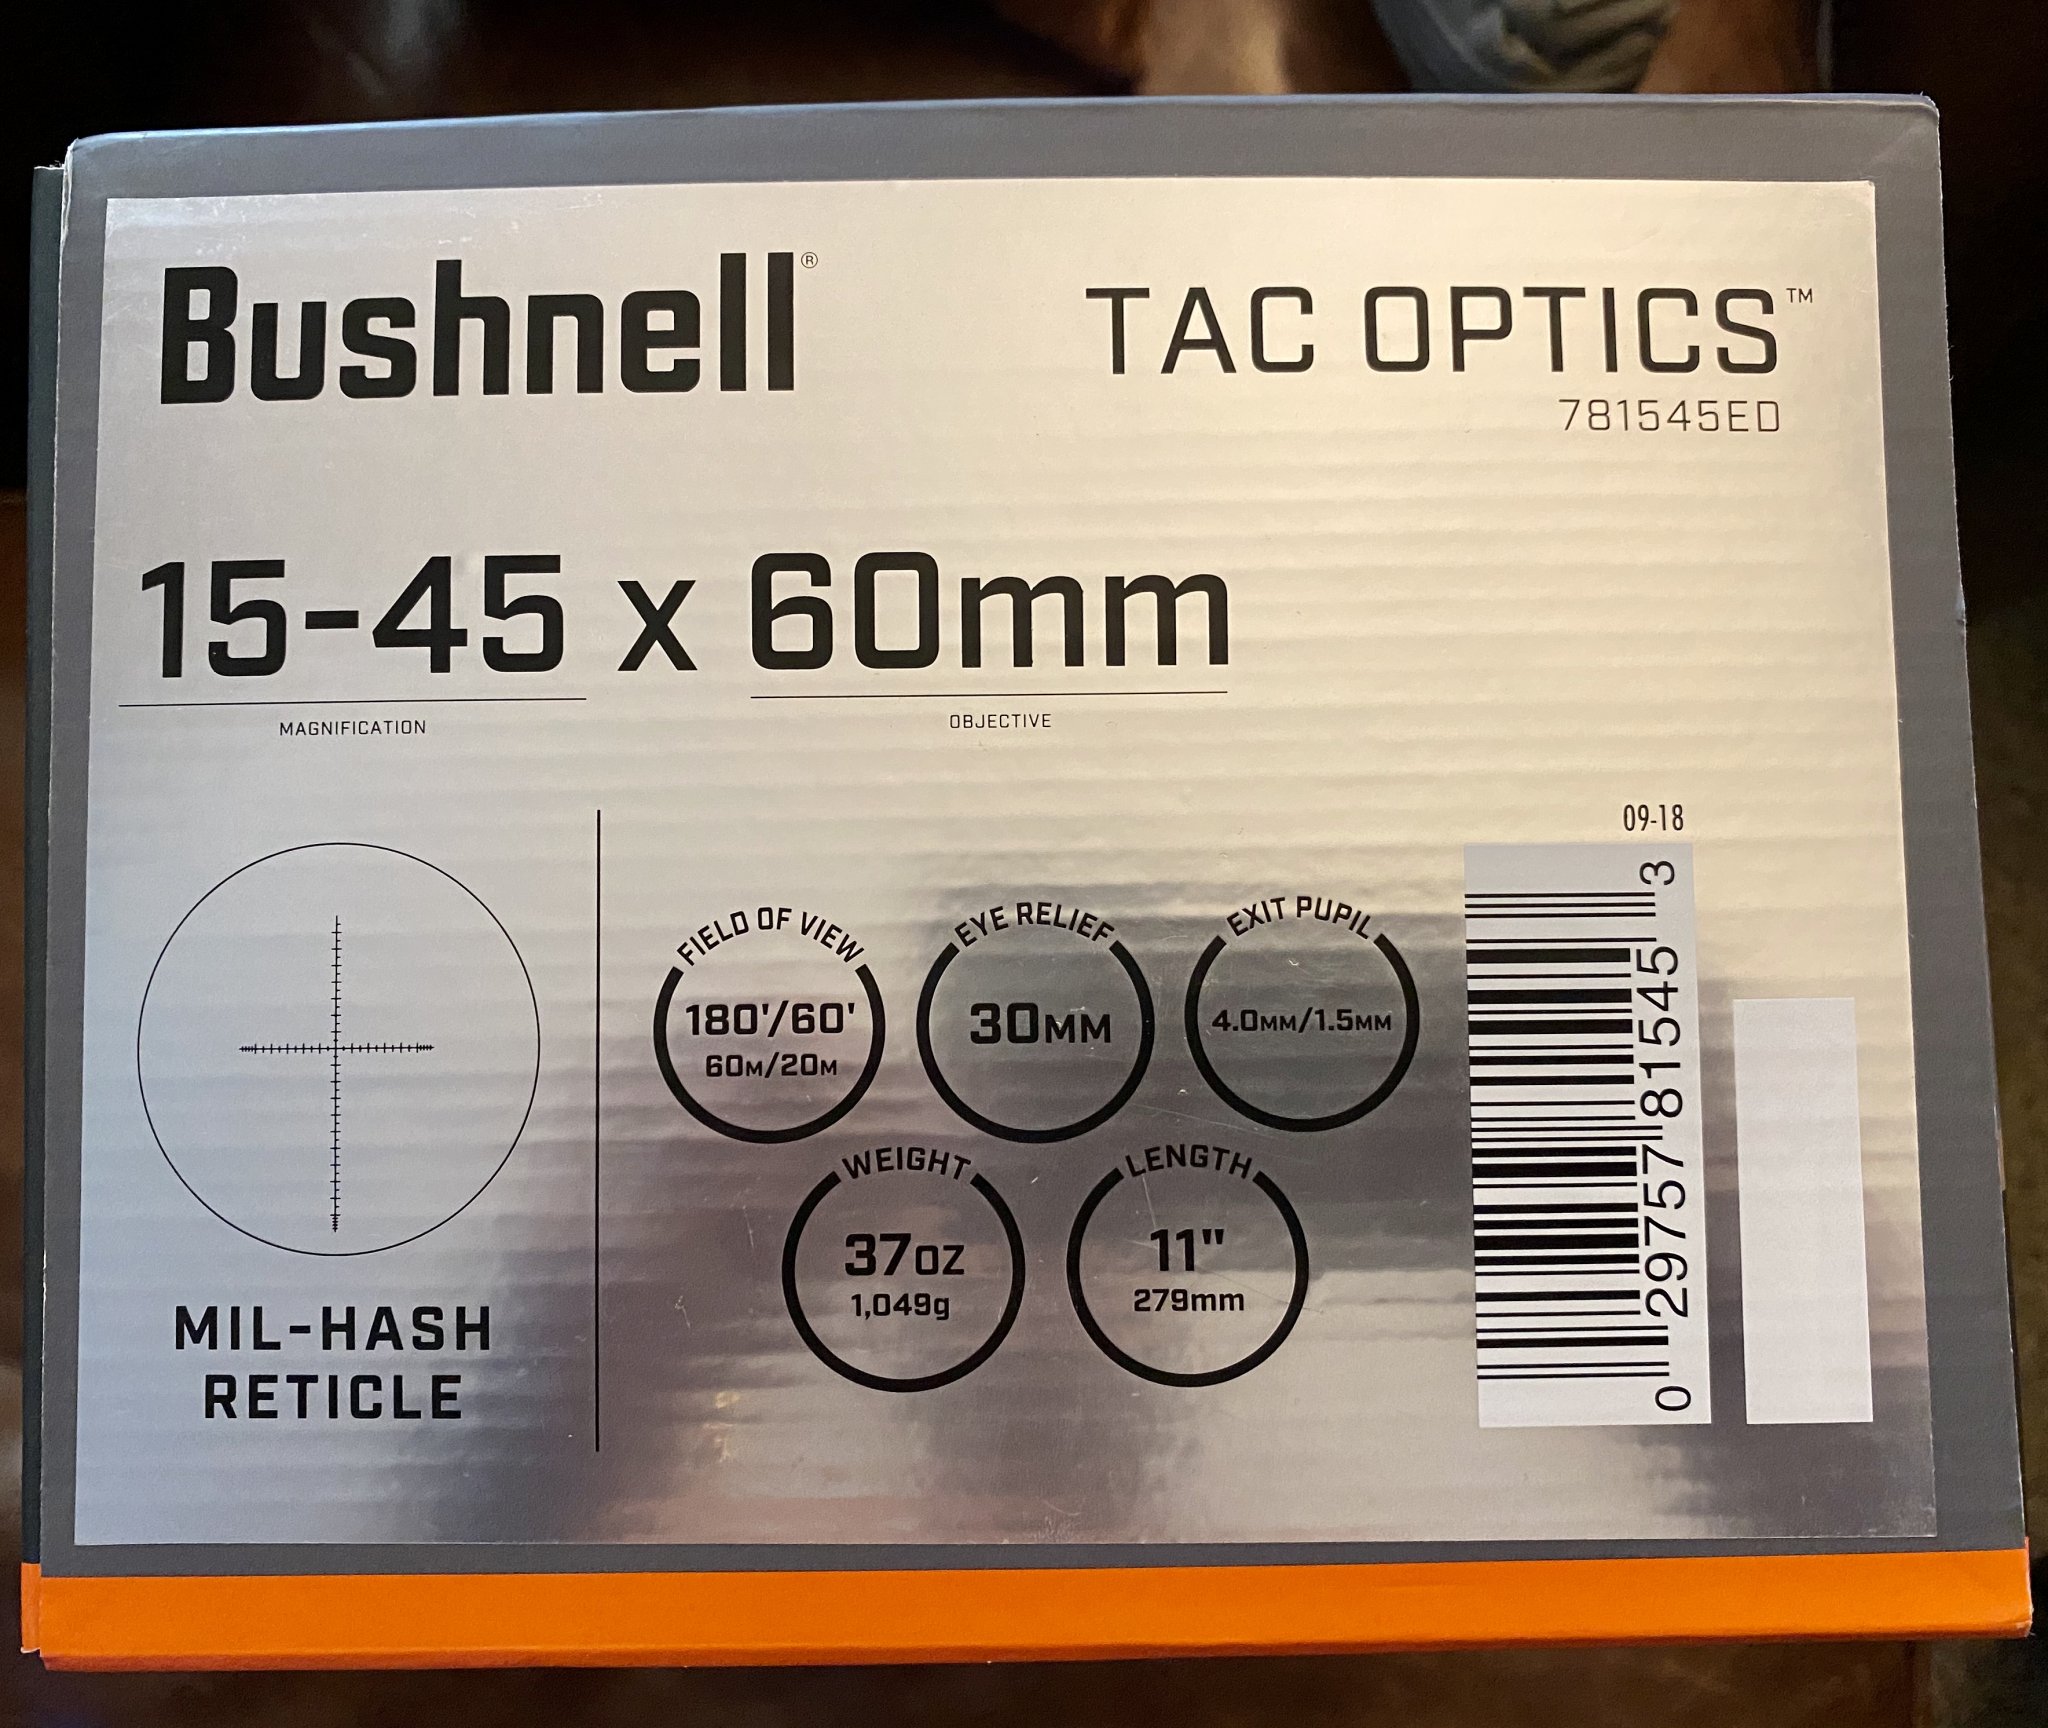 Bushnell®
TAC OPTICS™
781545ED
15-45 x 60mm
MAGNIFICATION
OBJECTIVE
MIL-HASH
RETICLE
FIELD OF VIEW
180'/60'
60M/20M
EYE RELIEF
30MM
EXIT PUPIL
4.0MM/1.5MM
WEIGHT
37OZ
1,049g
LENGTH
11"
279mm
09-18
0 29757 81545 3